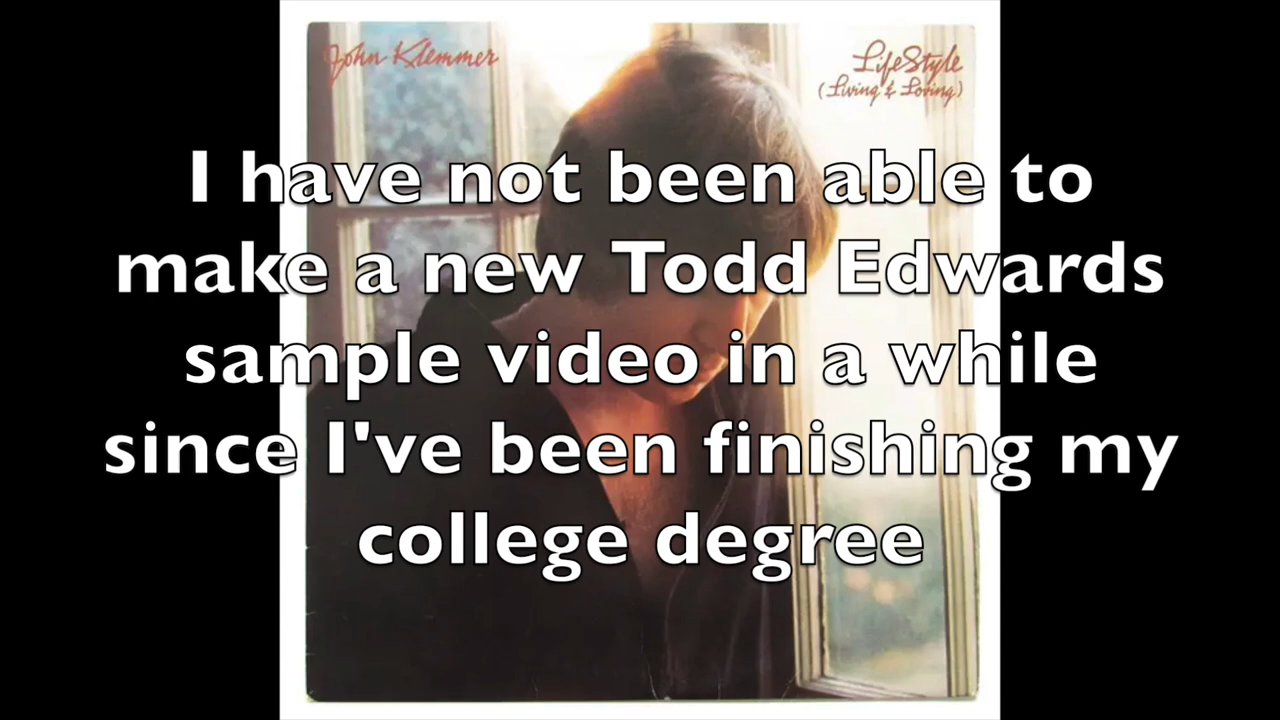 John Klemmer
LifeStyle
(Living & Loving)
I have not been able to
make a new Todd Edwards
sample video in a while
since I've been finishing my
college degree